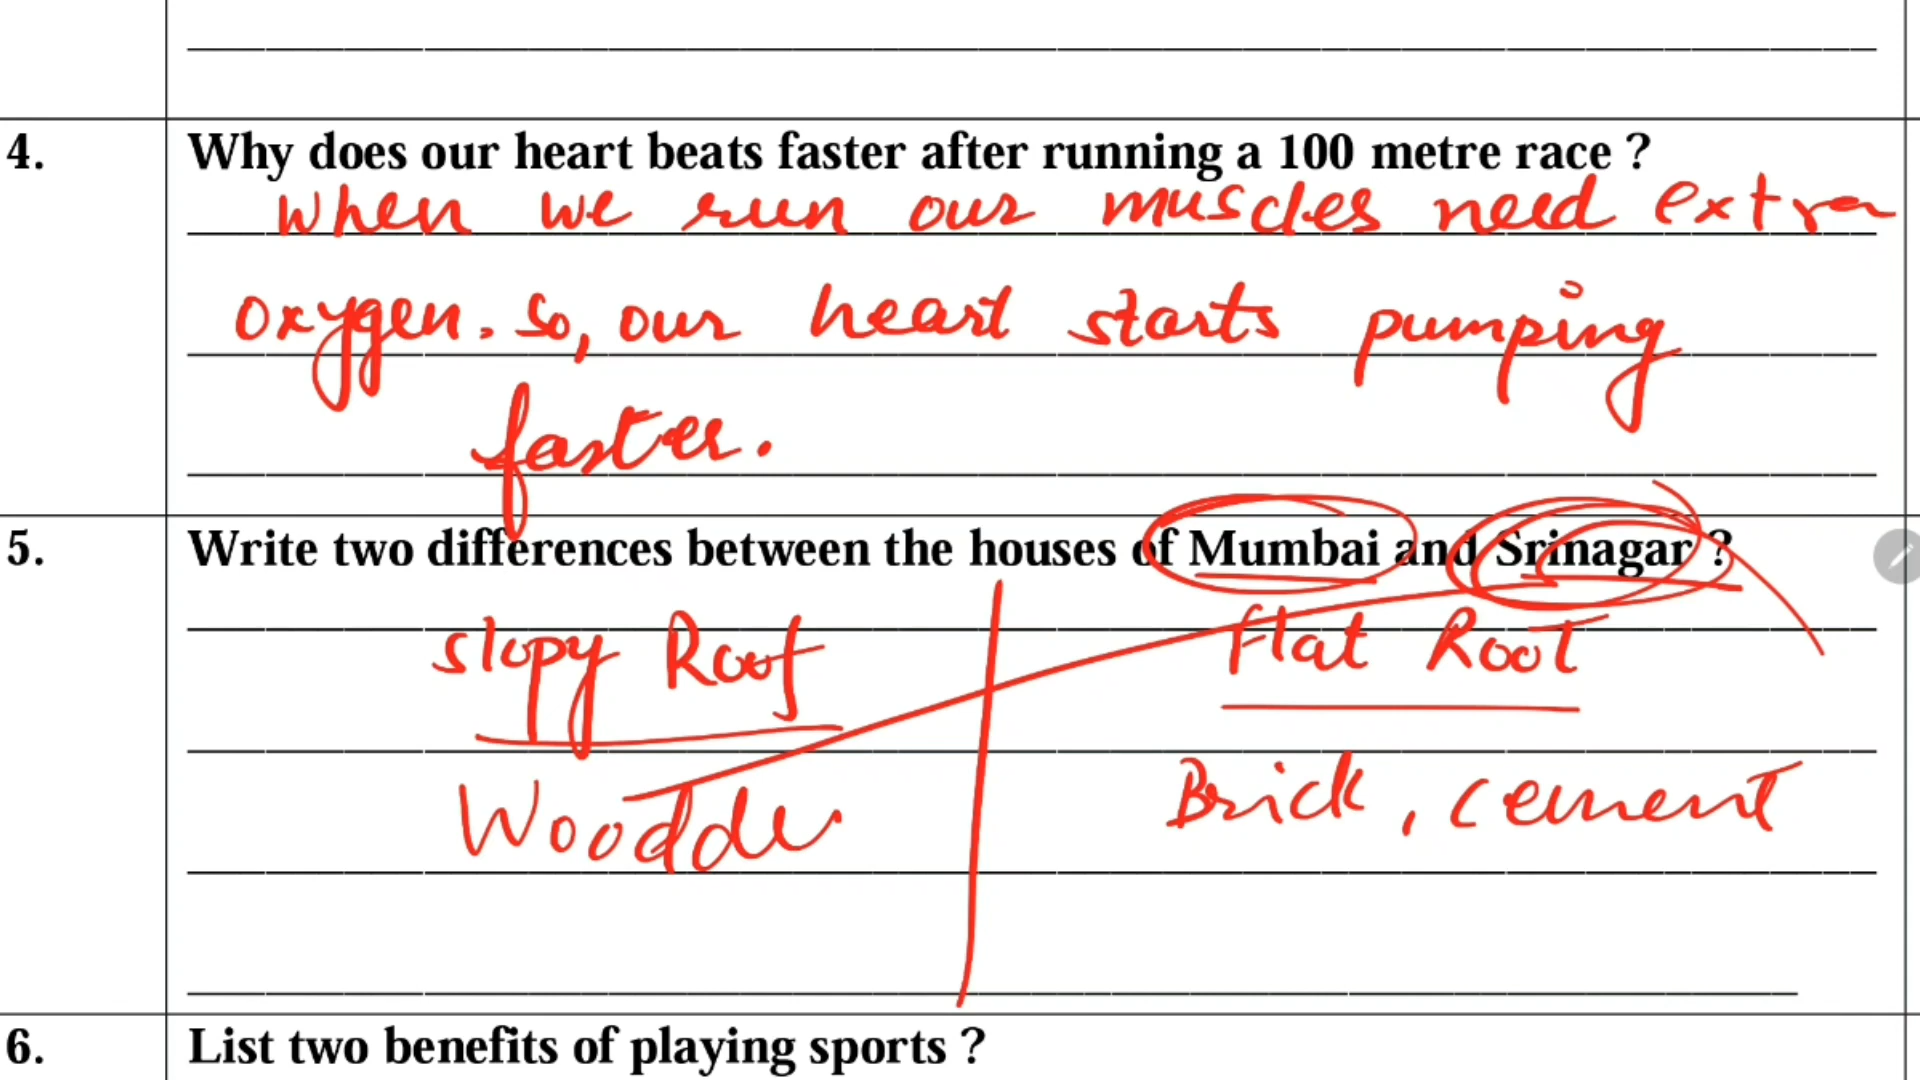 4. Why does our heart beats faster after running a 100 metre race ?
when we run our muscles need extra
oxygen. So, our heart starts pumping
faster.
5. Write two differences between the houses of Mumbai and Srinagar ?
slopy Roof flat Root
Woodde Brick, cement
6. List two benefits of playing sports ?